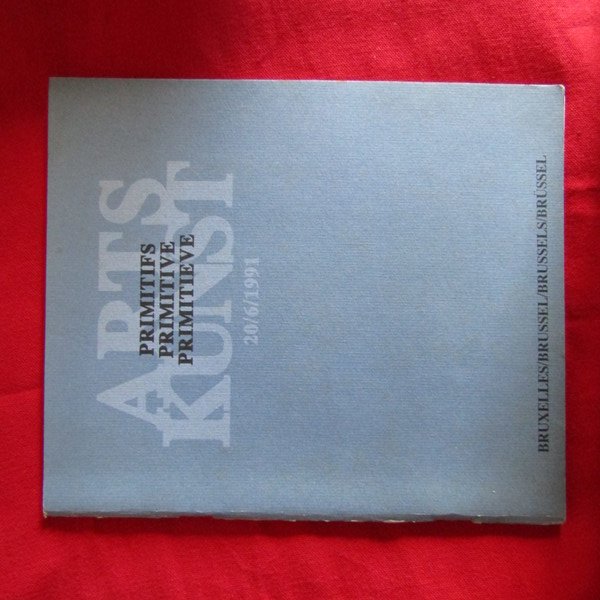 ARTS
PRIMITIFS
PRIMITIVE
PRIMITIEVE
KUNST
20/6/1991
BRUXELLES/BRUSSEL/BRUSSELS/BRÜSSEL